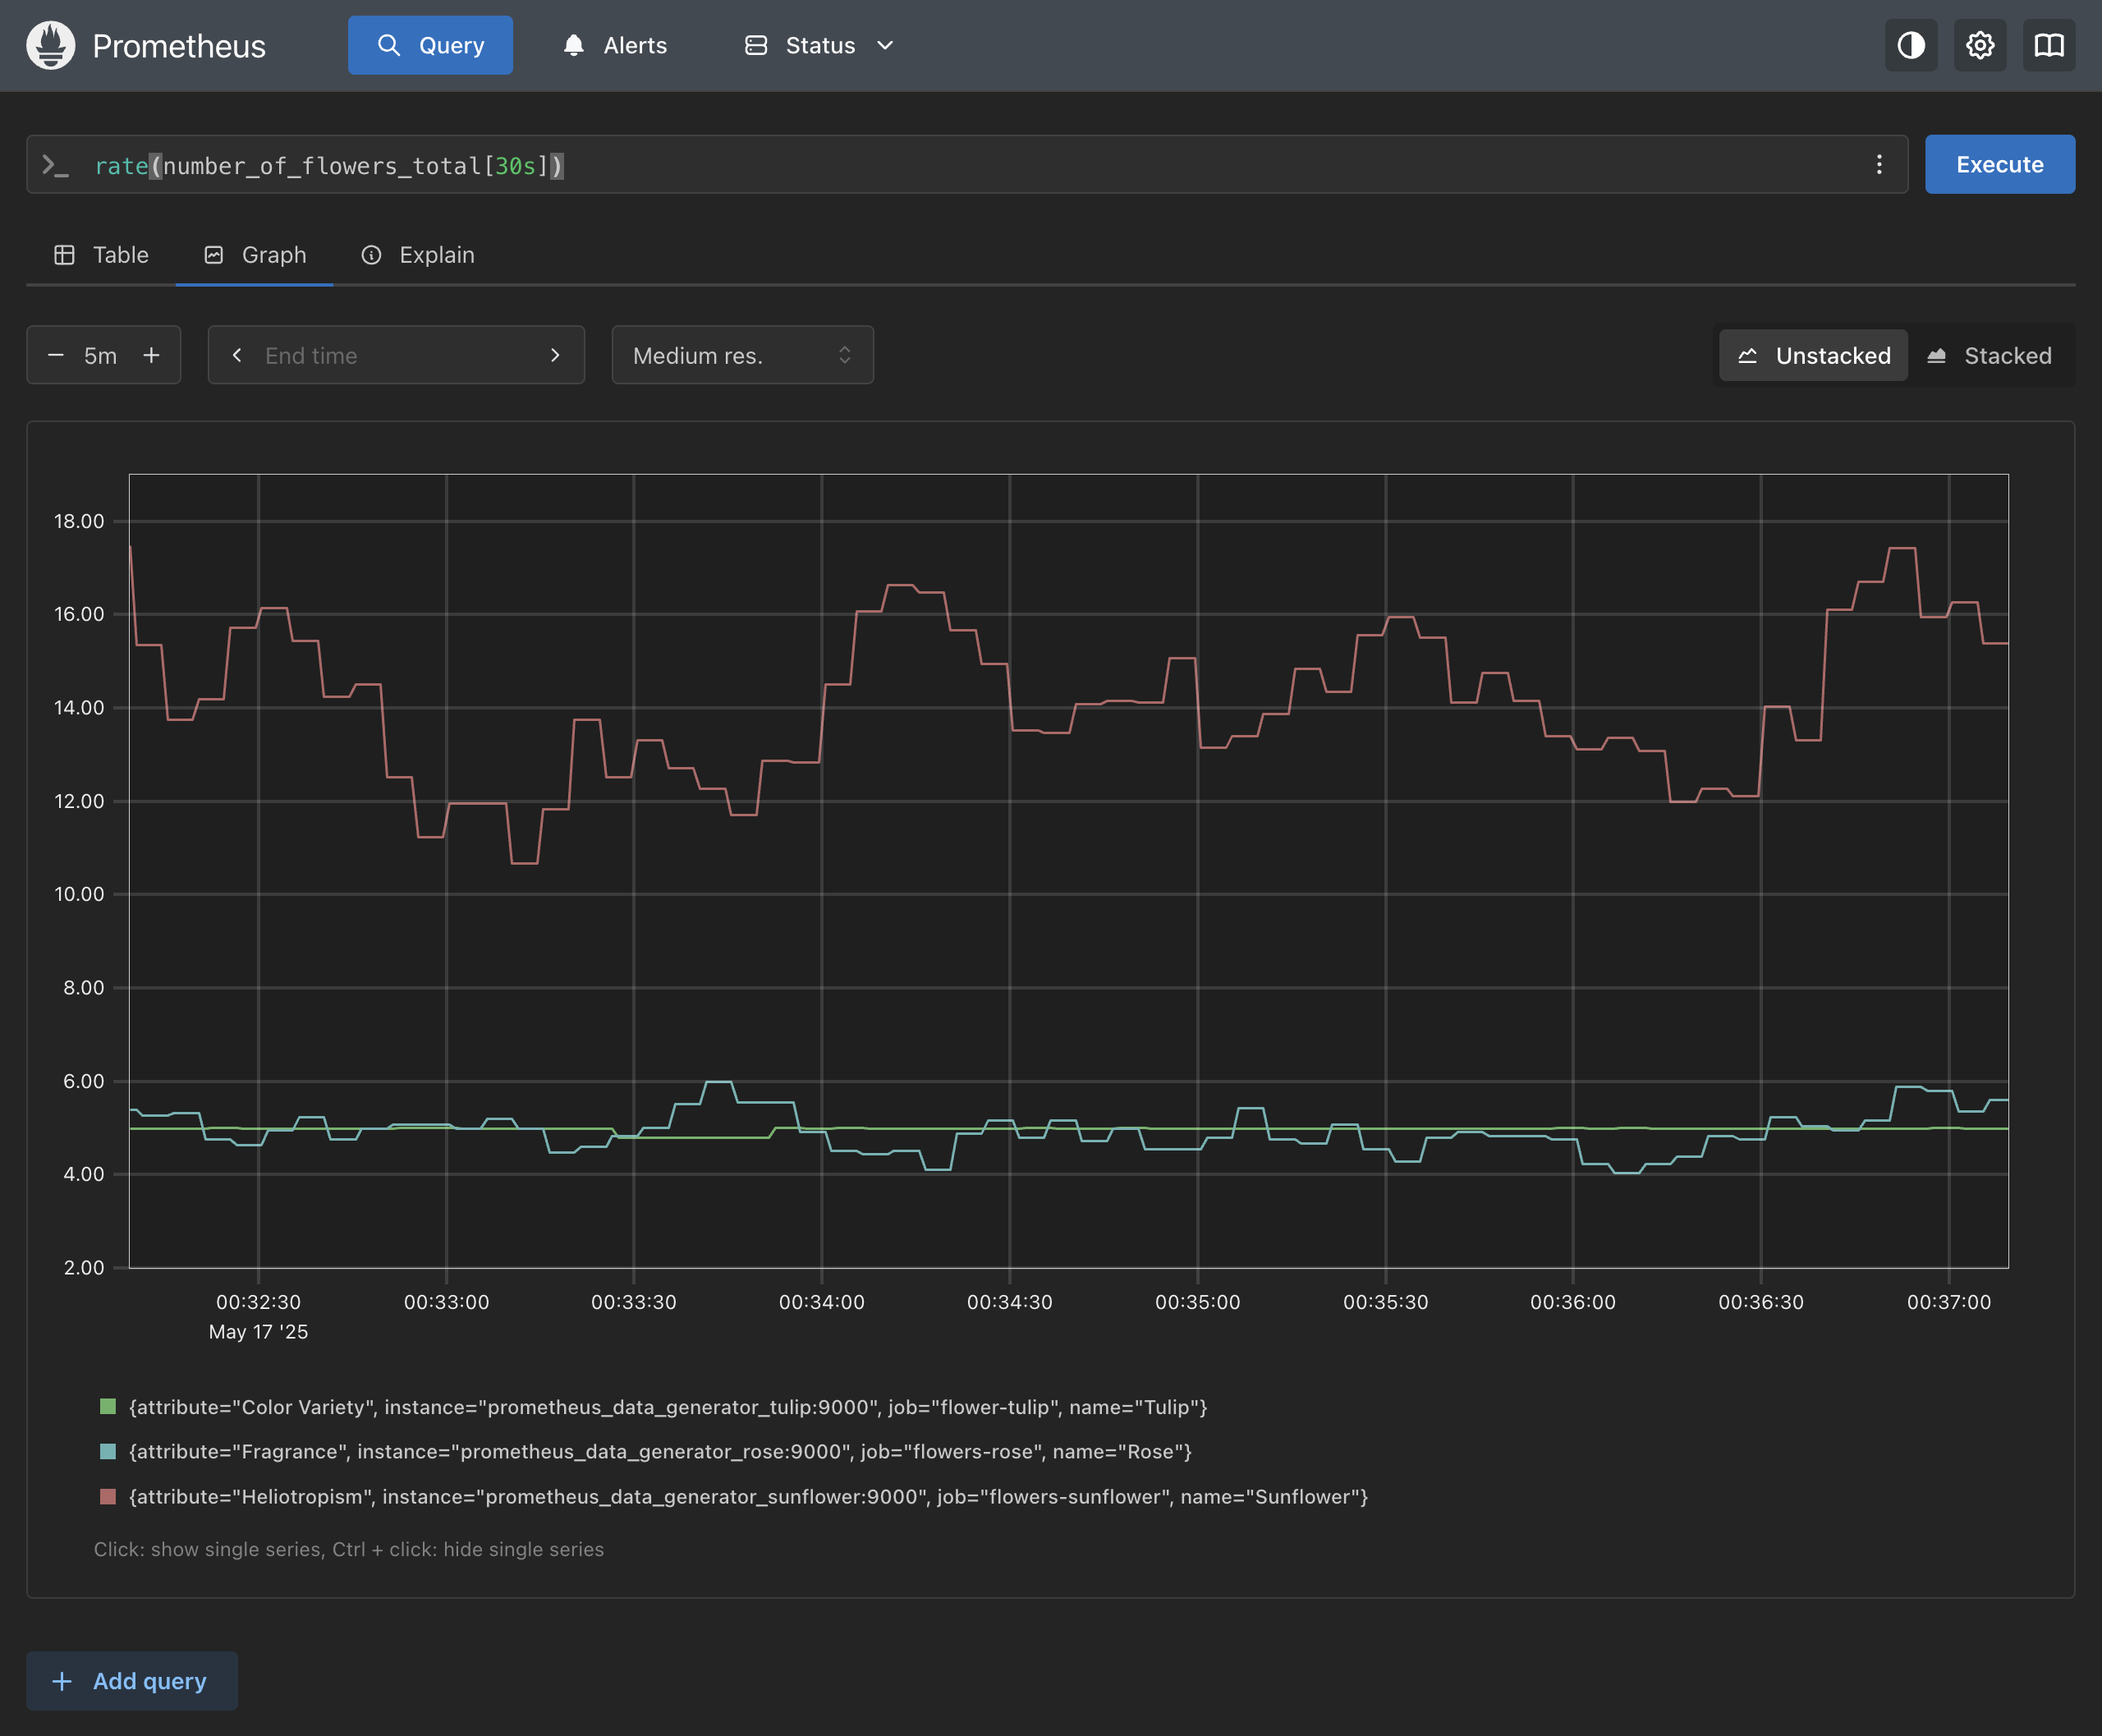 Prometheus
Query
Alerts
Status
rate(number_of_flowers_total[30s])
Execute
Table
Graph
Explain
5m
End time
Medium res.
Unstacked
Stacked
18.00
16.00
14.00
12.00
10.00
8.00
6.00
4.00
2.00
00:32:30
00:33:00
00:33:30
00:34:00
00:34:30
00:35:00
00:35:30
00:36:00
00:36:30
00:37:00
May 17 '25
{attribute="Color Variety", instance="prometheus_data_generator_tulip:9000", job="flower-tulip", name="Tulip"}
{attribute="Fragrance", instance="prometheus_data_generator_rose:9000", job="flowers-rose", name="Rose"}
{attribute="Heliotropism", instance="prometheus_data_generator_sunflower:9000", job="flowers-sunflower", name="Sunflower"}
Click: show single series, Ctrl + click: hide single series
Add query